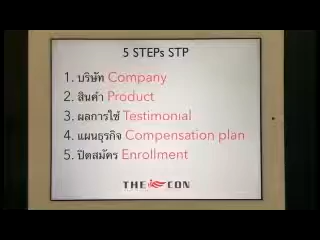 5 STEPs STP
1. บริษัท Company
2. สินค้า Product
3. ผลการใช้ Testimonial
4. แผนธุรกิจ Compensation plan
5. ปิดสมัคร Enrollment
THE ICON